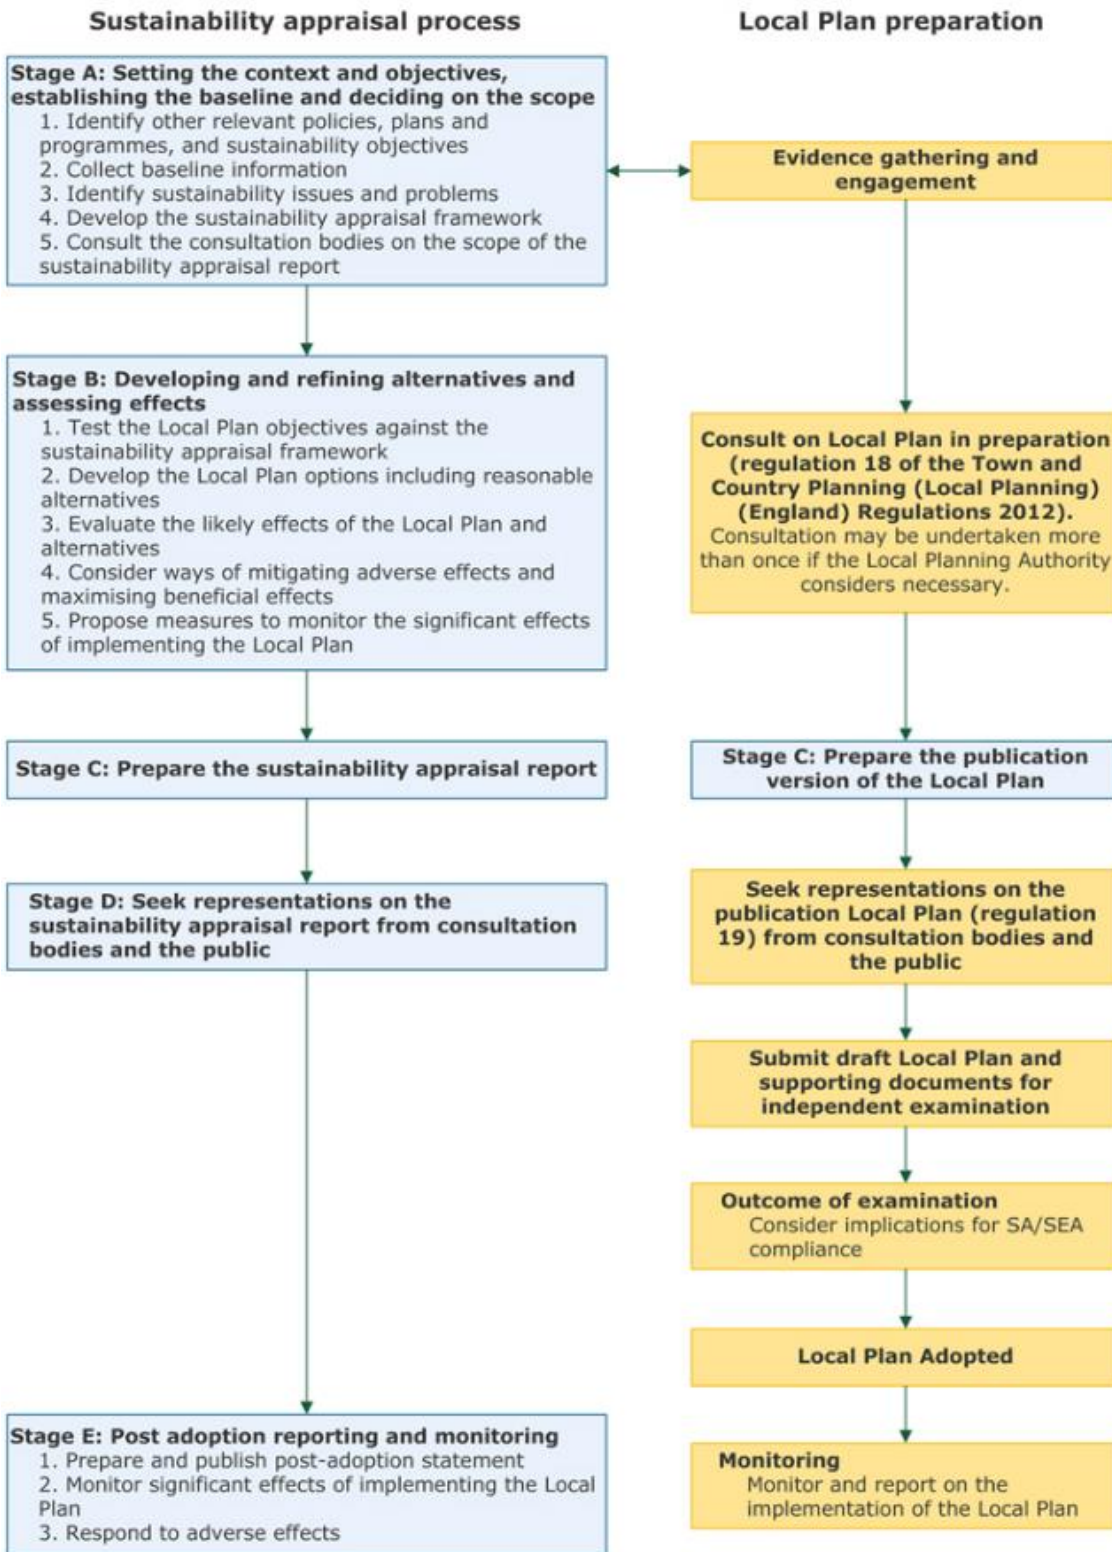 Sustainability appraisal process
Local Plan preparation
Stage A: Setting the context and objectives,
establishing the baseline and deciding on the scope
1. Identify other relevant policies, plans and
programmes, and sustainability objectives
2. Collect baseline information
3. Identify sustainability issues and problems
4. Develop the sustainability appraisal framework
5. Consult the consultation bodies on the scope of the
sustainability appraisal report
Evidence gathering and
engagement
Stage B: Developing and refining alternatives and
assessing effects
1. Test the Local Plan objectives against the
sustainability appraisal framework
2. Develop the Local Plan options including reasonable
alternatives
3. Evaluate the likely effects of the Local Plan and
alternatives
4. Consider ways of mitigating adverse effects and
maximising beneficial effects
5. Propose measures to monitor the significant effects
of implementing the Local Plan
Consult on Local Plan in preparation
(regulation 18 of the Town and
Country Planning (Local Planning)
(England) Regulations 2012).
Consultation may be undertaken more
than once if the Local Planning Authority
considers necessary.
Stage C: Prepare the sustainability appraisal report
Stage C: Prepare the publication
version of the Local Plan
Stage D: Seek representations on the
sustainability appraisal report from consultation
bodies and the public
Seek representations on the
publication Local Plan (regulation
19) from consultation bodies and
the public
Submit draft Local Plan and
supporting documents for
independent examination
Outcome of examination
Consider implications for SA/SEA
compliance
Local Plan Adopted
Stage E: Post adoption reporting and monitoring
1. Prepare and publish post-adoption statement
2. Monitor significant effects of implementing the Local
Plan
3. Respond to adverse effects
Monitoring
Monitor and report on the
implementation of the Local Plan